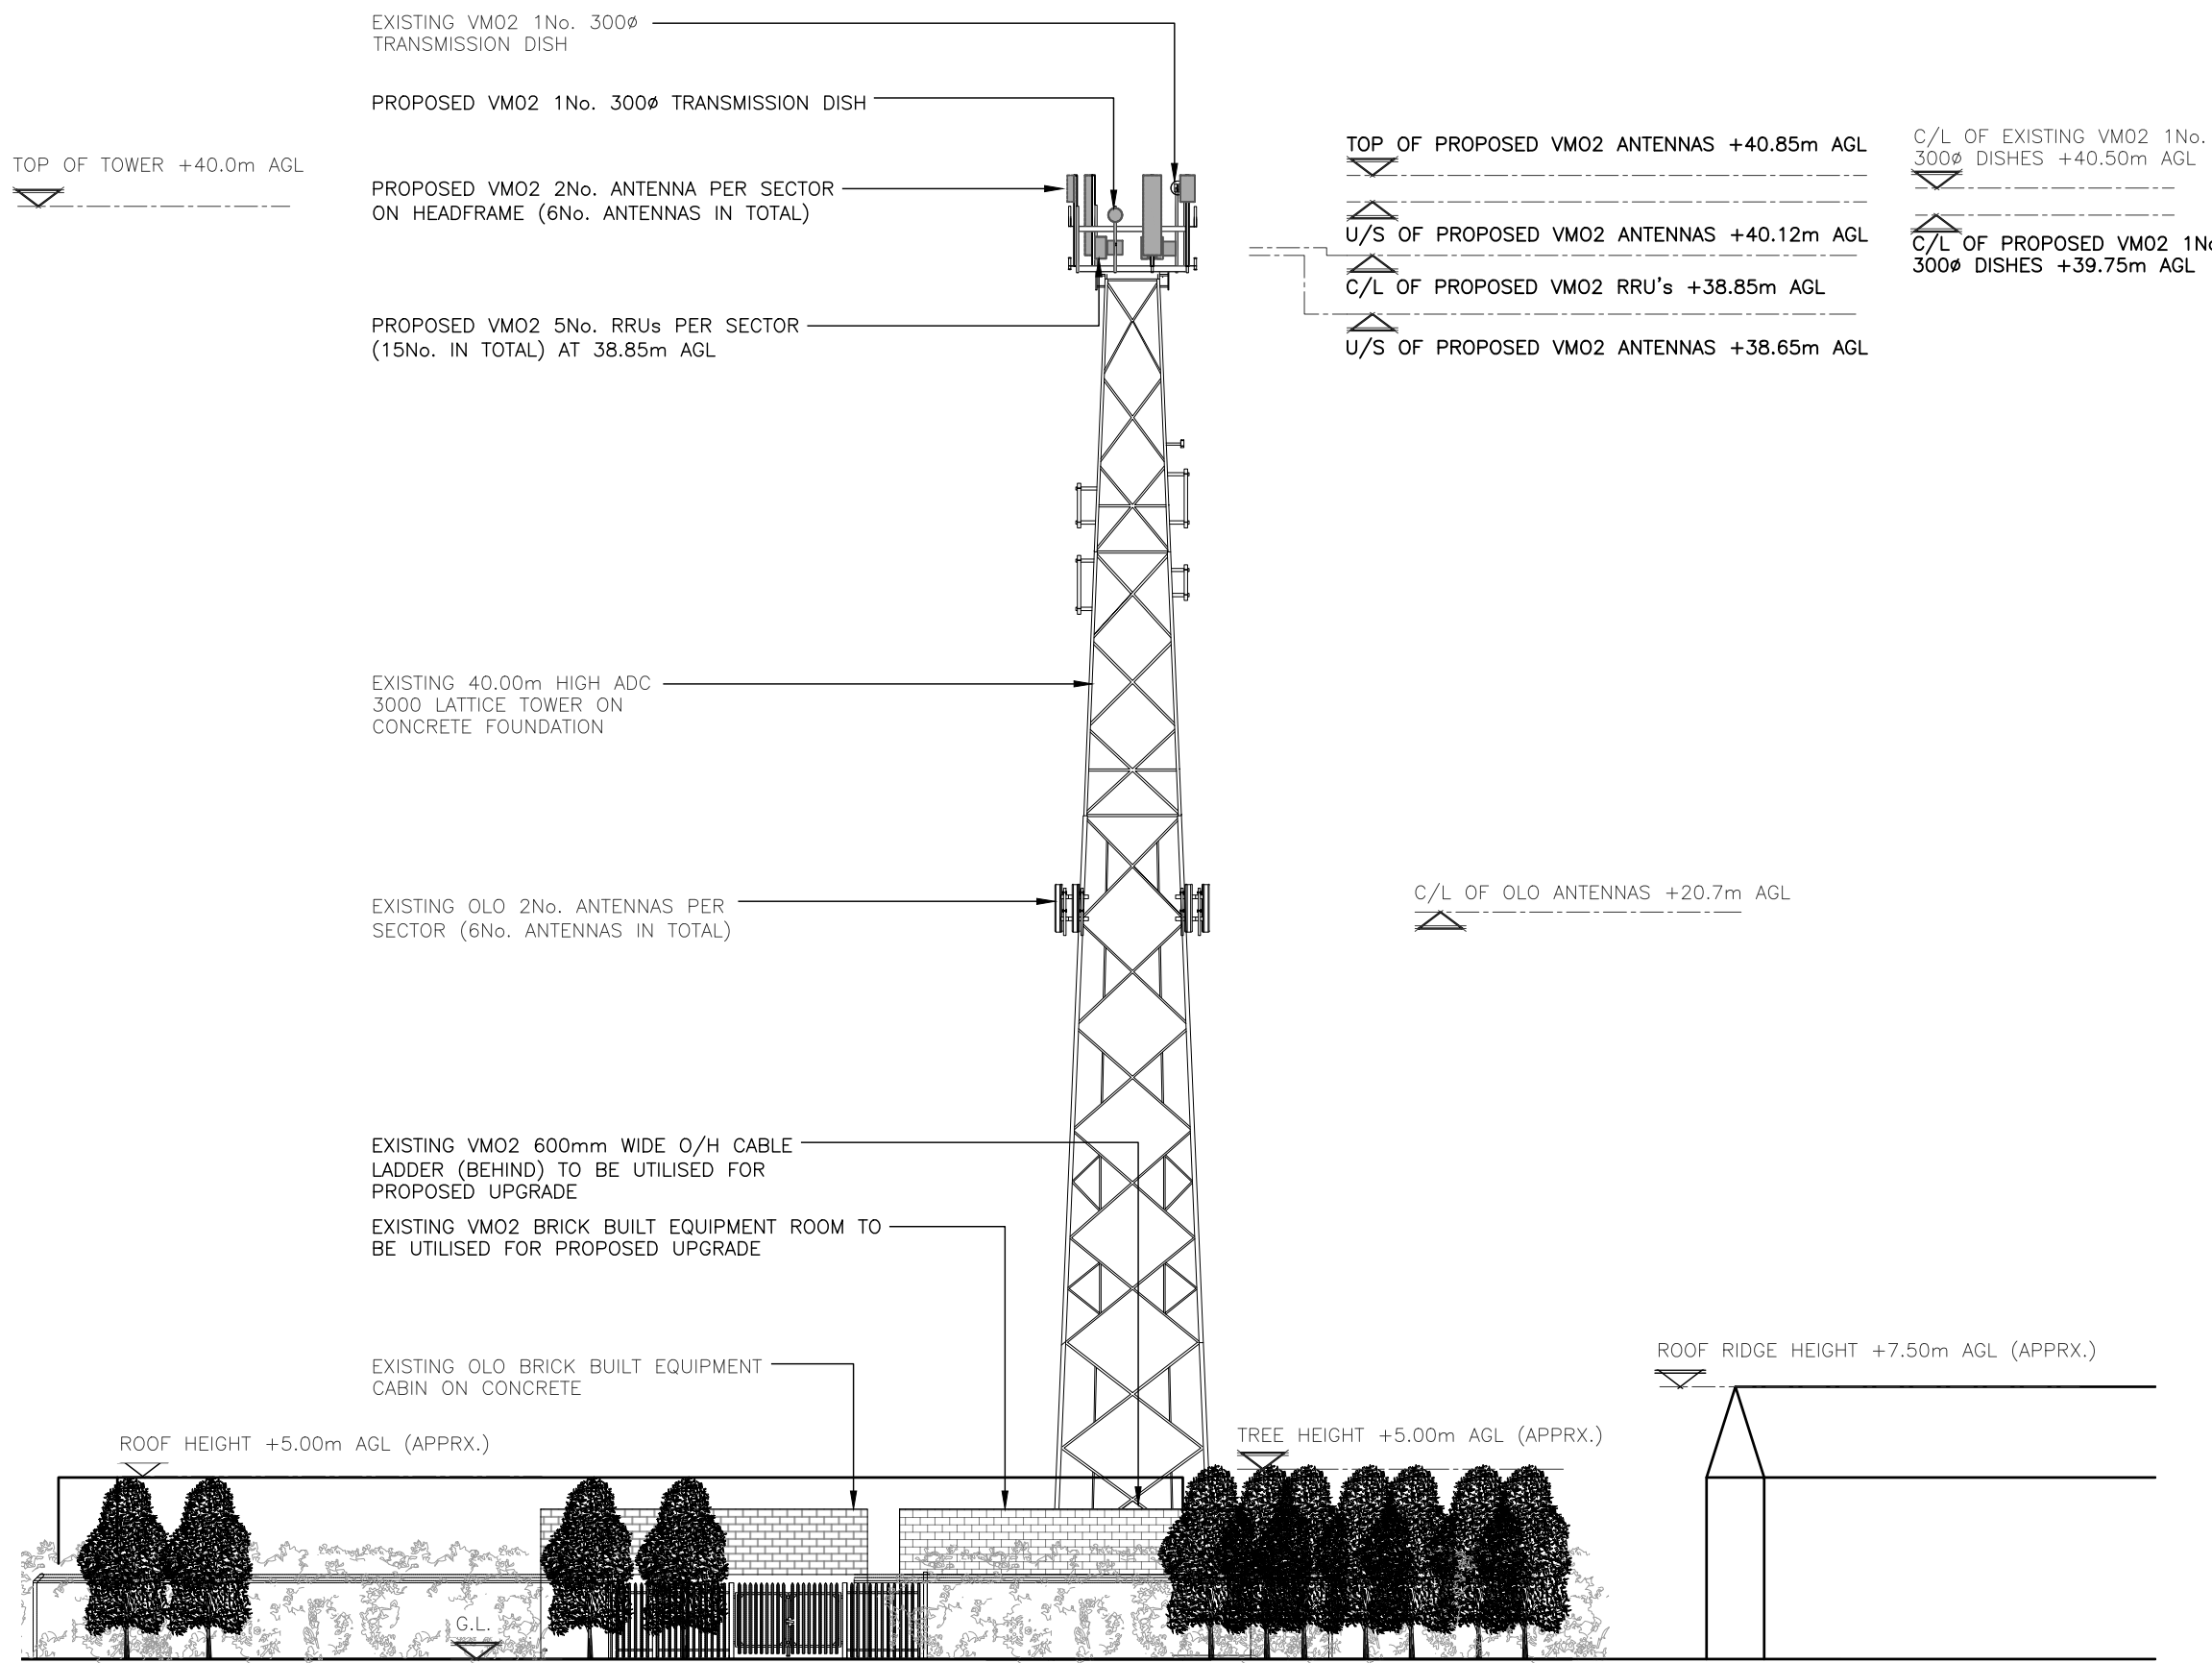 EXISTING VMO2 1No. 300ø
TRANSMISSION DISH
PROPOSED VMO2 1No. 300ø TRANSMISSION DISH
TOP OF TOWER +40.0m AGL
PROPOSED VMO2 2No. ANTENNA PER SECTOR
ON HEADFRAME (6No. ANTENNAS IN TOTAL)
PROPOSED VMO2 5No. RRUs PER SECTOR
(15No. IN TOTAL) AT 38.85m AGL
TOP OF PROPOSED VMO2 ANTENNAS +40.85m AGL
U/S OF PROPOSED VMO2 ANTENNAS +40.12m AGL
C/L OF PROPOSED VMO2 RRU's +38.85m AGL
U/S OF PROPOSED VMO2 ANTENNAS +38.65m AGL
C/L OF EXISTING VMO2 1No.
300ø DISHES +40.50m AGL
C/L OF PROPOSED VMO2
300ø DISHES +39.75m AGL
EXISTING 40.00m HIGH ADC
3000 LATTICE TOWER ON
CONCRETE FOUNDATION
EXISTING OLO 2No. ANTENNAS PER
SECTOR (6No. ANTENNAS IN TOTAL)
C/L OF OLO ANTENNAS +20.7m AGL
EXISTING VMO2 600mm WIDE O/H CABLE
LADDER (BEHIND) TO BE UTILISED FOR
PROPOSED UPGRADE
EXISTING VMO2 BRICK BUILT EQUIPMENT ROOM TO
BE UTILISED FOR PROPOSED UPGRADE
EXISTING OLO BRICK BUILT EQUIPMENT
CABIN ON CONCRETE
ROOF RIDGE HEIGHT +7.50m AGL (APPRX.)
ROOF HEIGHT +5.00m AGL (APPRX.)
TREE HEIGHT +5.00m AGL (APPRX.)
G.L.